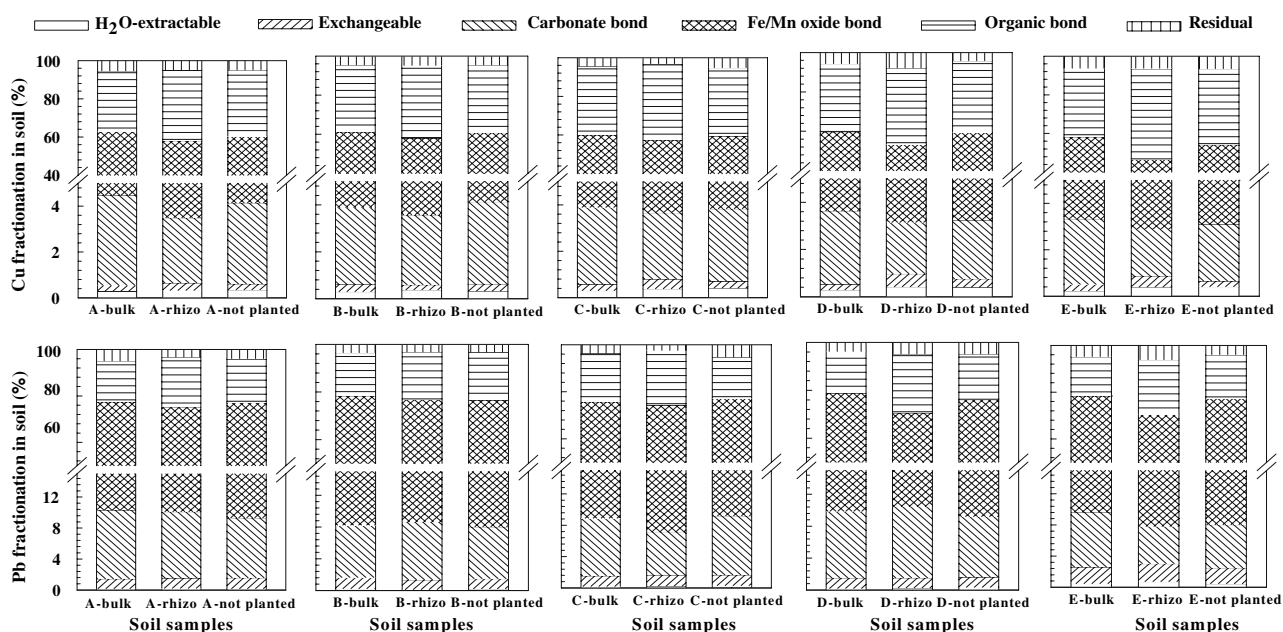 H2O-extractable Exchangeable Carbonate bond Fe/Mn oxide bond Organic bond Residual
Cu fractionation in soil (%)
100
80
60
40
4
2
0
A-bulk A-rhizo A-not planted B-bulk B-rhizo B-not planted C-bulk C-rhizo C-not planted D-bulk D-rhizo D-not planted E-bulk E-rhizo E-not planted
Pb fractionation in soil (%)
100
80
60
12
8
4
0
A-bulk A-rhizo A-not planted B-bulk B-rhizo B-not planted C-bulk C-rhizo C-not planted D-bulk D-rhizo D-not planted E-bulk E-rhizo E-not planted
Soil samples Soil samples Soil samples Soil samples Soil samples